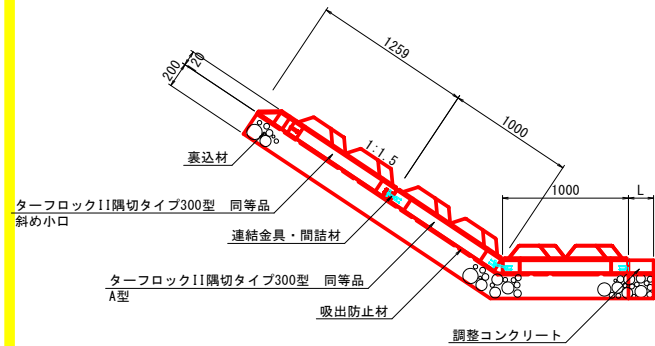 1259
200
120
1000
裏込材
1:1.5
1000
L
ターフロックII隅切タイプ300型 同等品
斜め小口
連結金具・間詰材
ターフロックII隅切タイプ300型 同等品
A型
吸出防止材
調整コンクリート